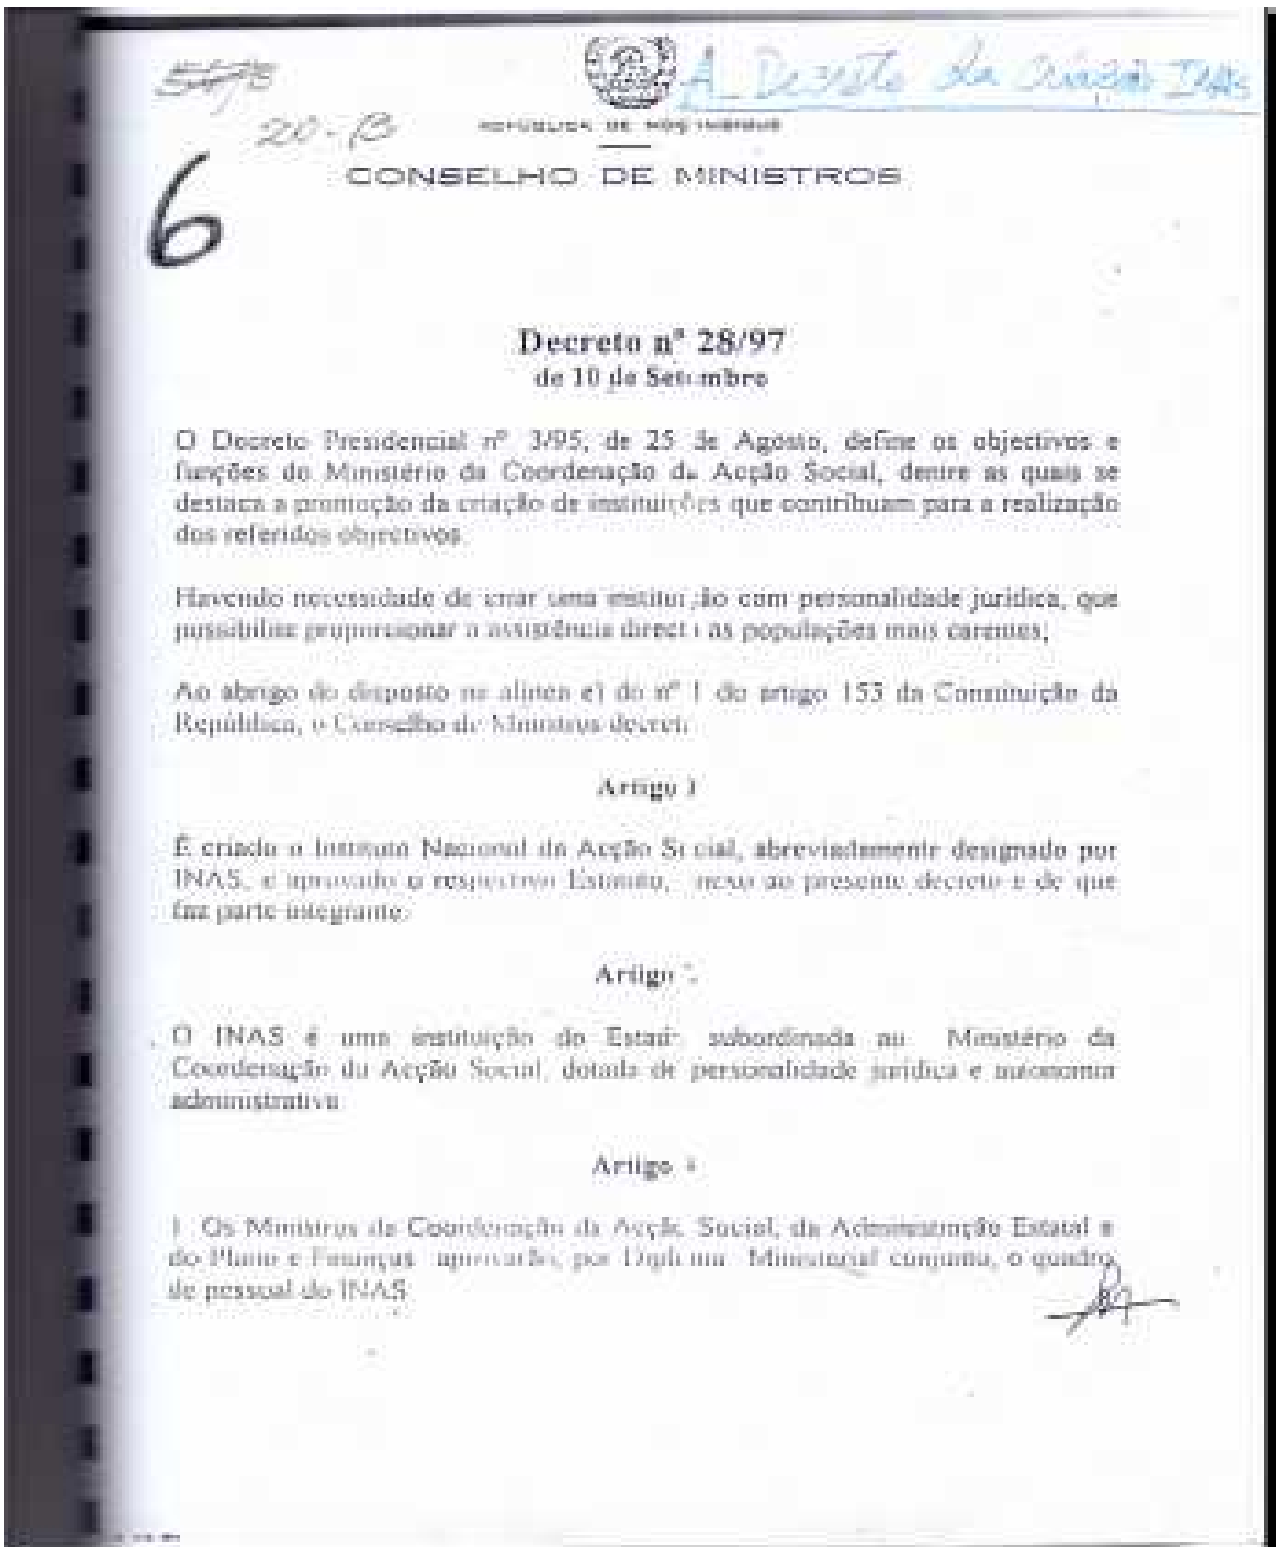 A Decreto da Criação INAS
20-B
REPÚBLICA DE MOÇAMBIQUE
CONSELHO DE MINISTROS
6
Decreto nº 28/97
de 10 de Setembro
O Decreto Presidencial nº 3/95, de 25 de Agosto, define os objectivos e
funções do Ministério da Coordenação da Acção Social, dentre as quais se
destaca a promoção da criação de instituições que contribuam para a realização
dos referidos objectivos.
Havendo necessidade de criar uma instituição com personalidade jurídica, que
possibilite proporcionar a assistência directa às populações mais carentes;
Ao abrigo do disposto na alínea e) do nº 1 do artigo 153 da Constituição da
República, o Conselho de Ministros decreta
Artigo 1
É criado o Instituto Nacional da Acção Social, abreviadamente designado por
INAS, e aprovado o respectivo Estatuto, anexo ao presente decreto e de que
faz parte integrante.
Artigo
O INAS é uma instituição do Estado subordinada ao Ministério da
Coordenação da Acção Social, dotada de personalidade jurídica e autonomia
administrativa
Artigo
1 Os Ministros da Coordenação da Acção Social, da Administração Estatal e
do Plano e Finanças aprovarão, por Diploma Ministerial conjunto, o quadro
de pessoal do INAS